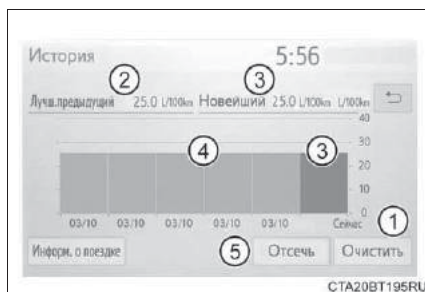 История 5:56
② ③
Лучш.предыдущий 25.0 L/100km Новейший 25.0 L/100km L/100km
40
④ ③ 30
20
10
0
03/10 03/10 03/10 03/10 03/10 Сейчас ①
Информ. о поездке ⑤ Отсечь Очистить
CTA20BT195RU